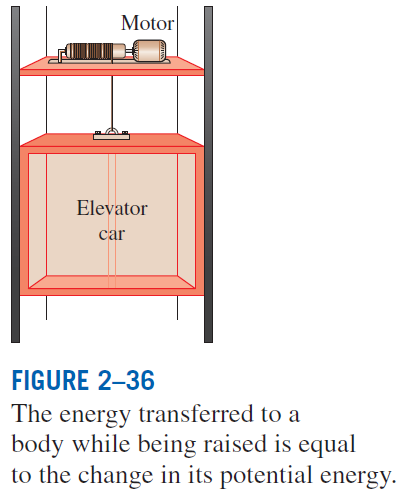 Motor
Elevator
car
FIGURE 2–36
The energy transferred to a
body while being raised is equal
to the change in its potential energy.